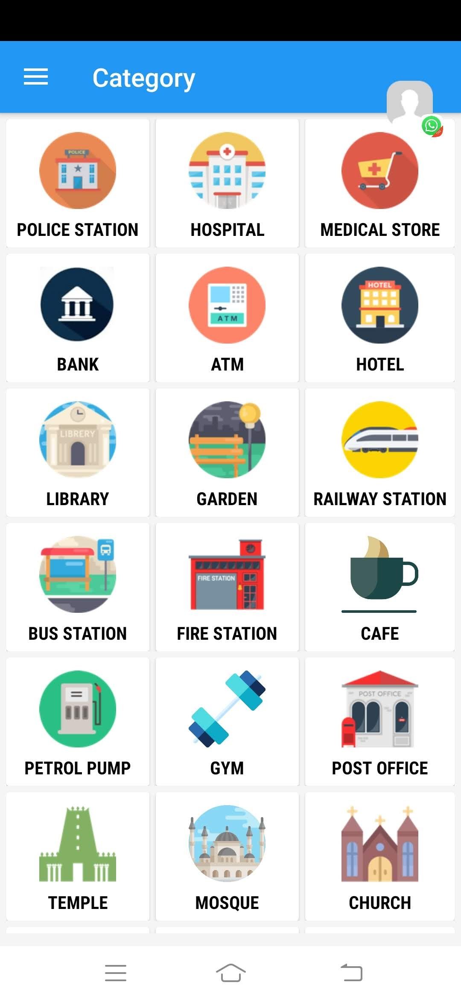 Category
POLICE
POLICE STATION
HOSPITAL
MEDICAL STORE
BANK
ATM
ATM
HOTEL
HOTEL
LIBRERY
LIBRARY
GARDEN
RAILWAY STATION
BUS STATION
FIRE STATION
FIRE STATION
CAFE
PETROL PUMP
GYM
POST OFFICE
POST OFFICE
TEMPLE
MOSQUE
CHURCH